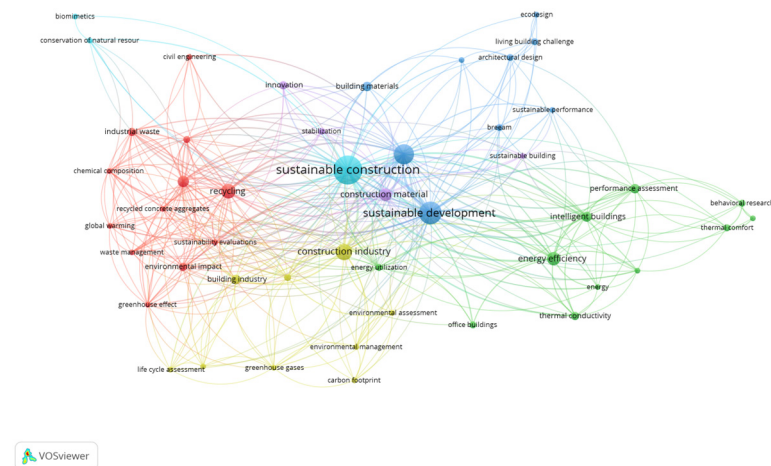 ecodesign
biomimetics
conservation of natural resour
living building challenge
civil engineering
architectural design
innovation
building materials
sustainable performance
industrial waste
stabilization
breeam
sustainable building
chemical composition
sustainable construction
recycling
construction material
performance assessment
recycled concrete aggregates
sustainable development
intelligent buildings
behavioral research
global warming
thermal comfort
sustainability evaluations
waste management
construction industry
energy efficiency
environmental impact
energy utilization
building industry
energy
greenhouse effect
environmental assessment
thermal conductivity
office buildings
environmental management
life cycle assessment
greenhouse gases
carbon footprint
VOSviewer